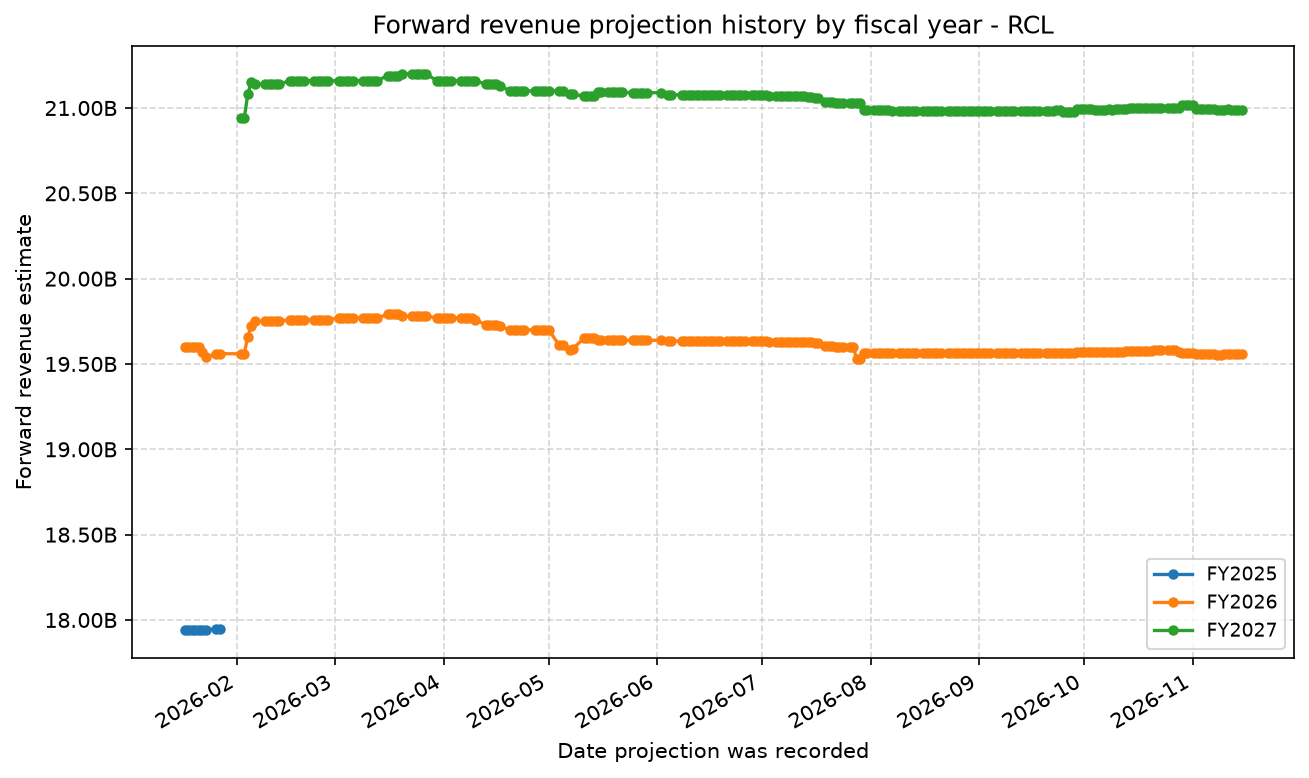 Forward revenue projection history by fiscal year - RCL
Forward revenue estimate
21.00B
20.50B
20.00B
19.50B
19.00B
18.50B
18.00B
FY2025
FY2026
FY2027
2026-02
2026-03
2026-04
2026-05
2026-06
2026-07
2026-08
2026-09
2026-10
2026-11
Date projection was recorded